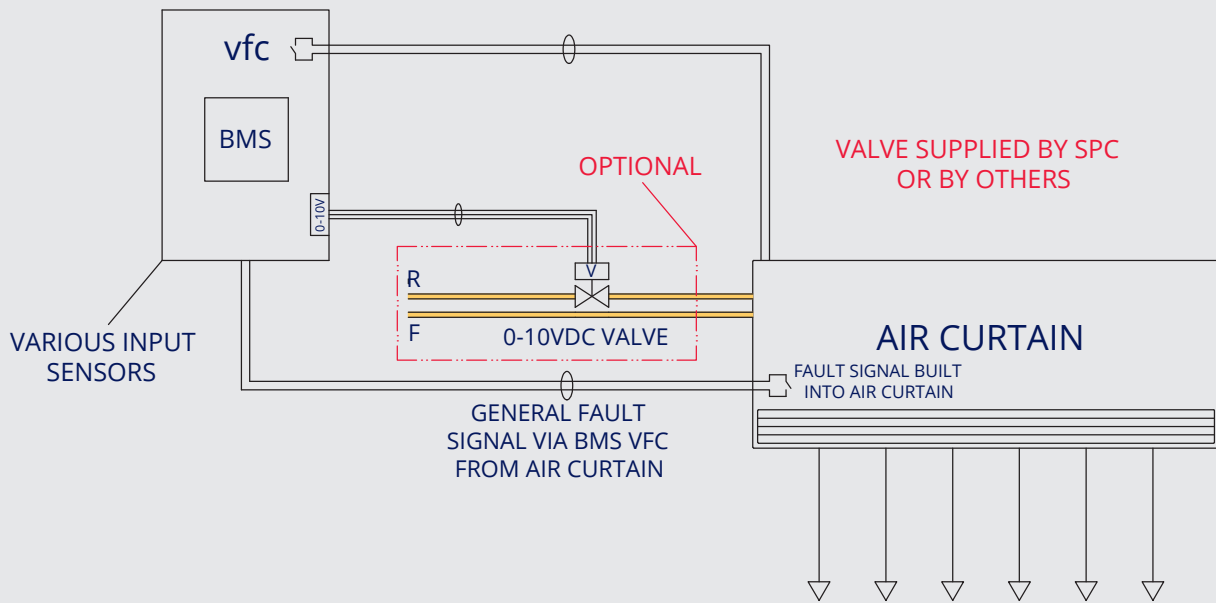 vfc
BMS
0-10V
OPTIONAL
VALVE SUPPLIED BY SPC
OR BY OTHERS
V
R
F
0-10VDC VALVE
VARIOUS INPUT
SENSORS
AIR CURTAIN
FAULT SIGNAL BUILT
INTO AIR CURTAIN
GENERAL FAULT
SIGNAL VIA BMS VFC
FROM AIR CURTAIN